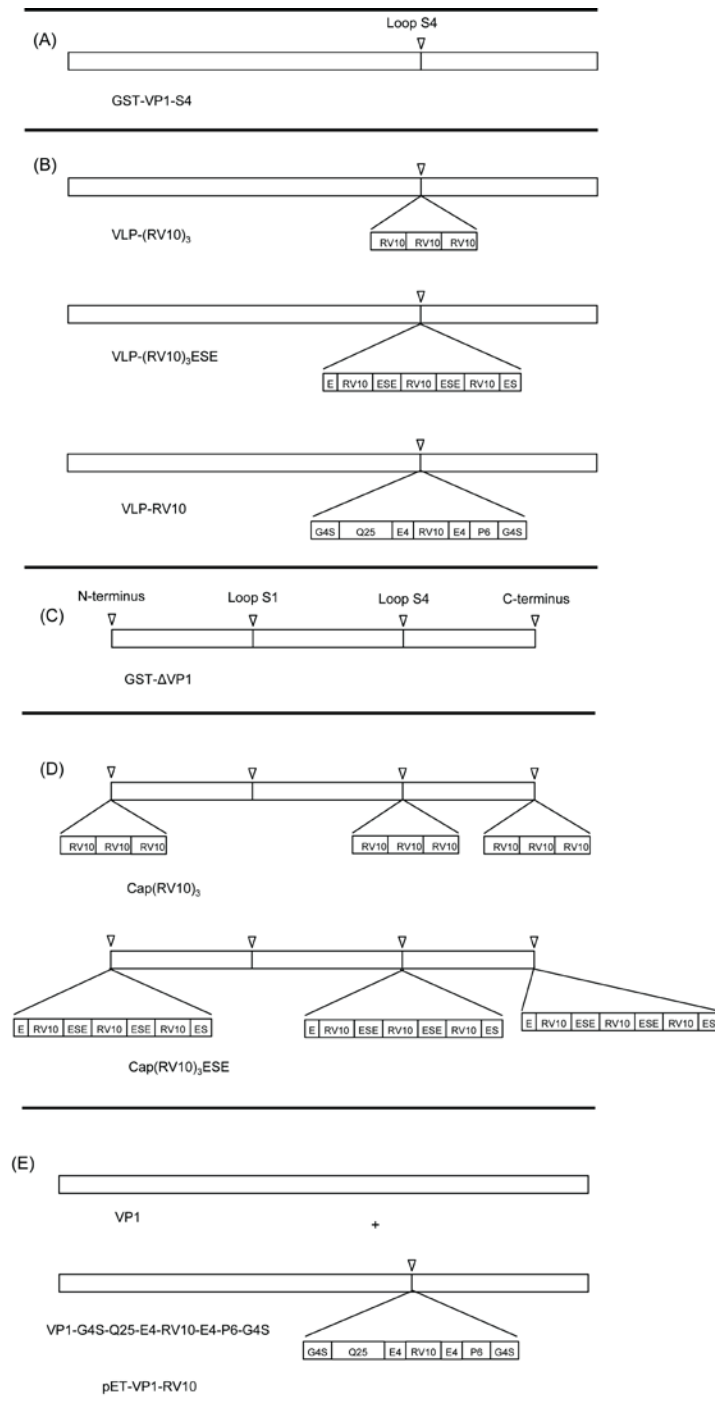 (A)
Loop S4
GST-VP1-S4
(B)
VLP-(RV10)₃
RV10 RV10 RV10
VLP-(RV10)₃ESE
E RV10 ESE RV10 ESE RV10 ES
VLP-RV10
G4S Q25 E4 RV10 E4 P6 G4S
(C)
N-terminus Loop S1 Loop S4 C-terminus
GST-ΔVP1
(D)
RV10 RV10 RV10 RV10 RV10 RV10 RV10 RV10 RV10
Cap(RV10)₃
E RV10 ESE RV10 ESE RV10 ES E RV10 ESE RV10 ESE RV10 ES E RV10 ESE RV10 ESE RV10 ES
Cap(RV10)₃ESE
(E)
VP1
+
VP1-G4S-Q25-E4-RV10-E4-P6-G4S
G4S Q25 E4 RV10 E4 P6 G4S
pET-VP1-RV10